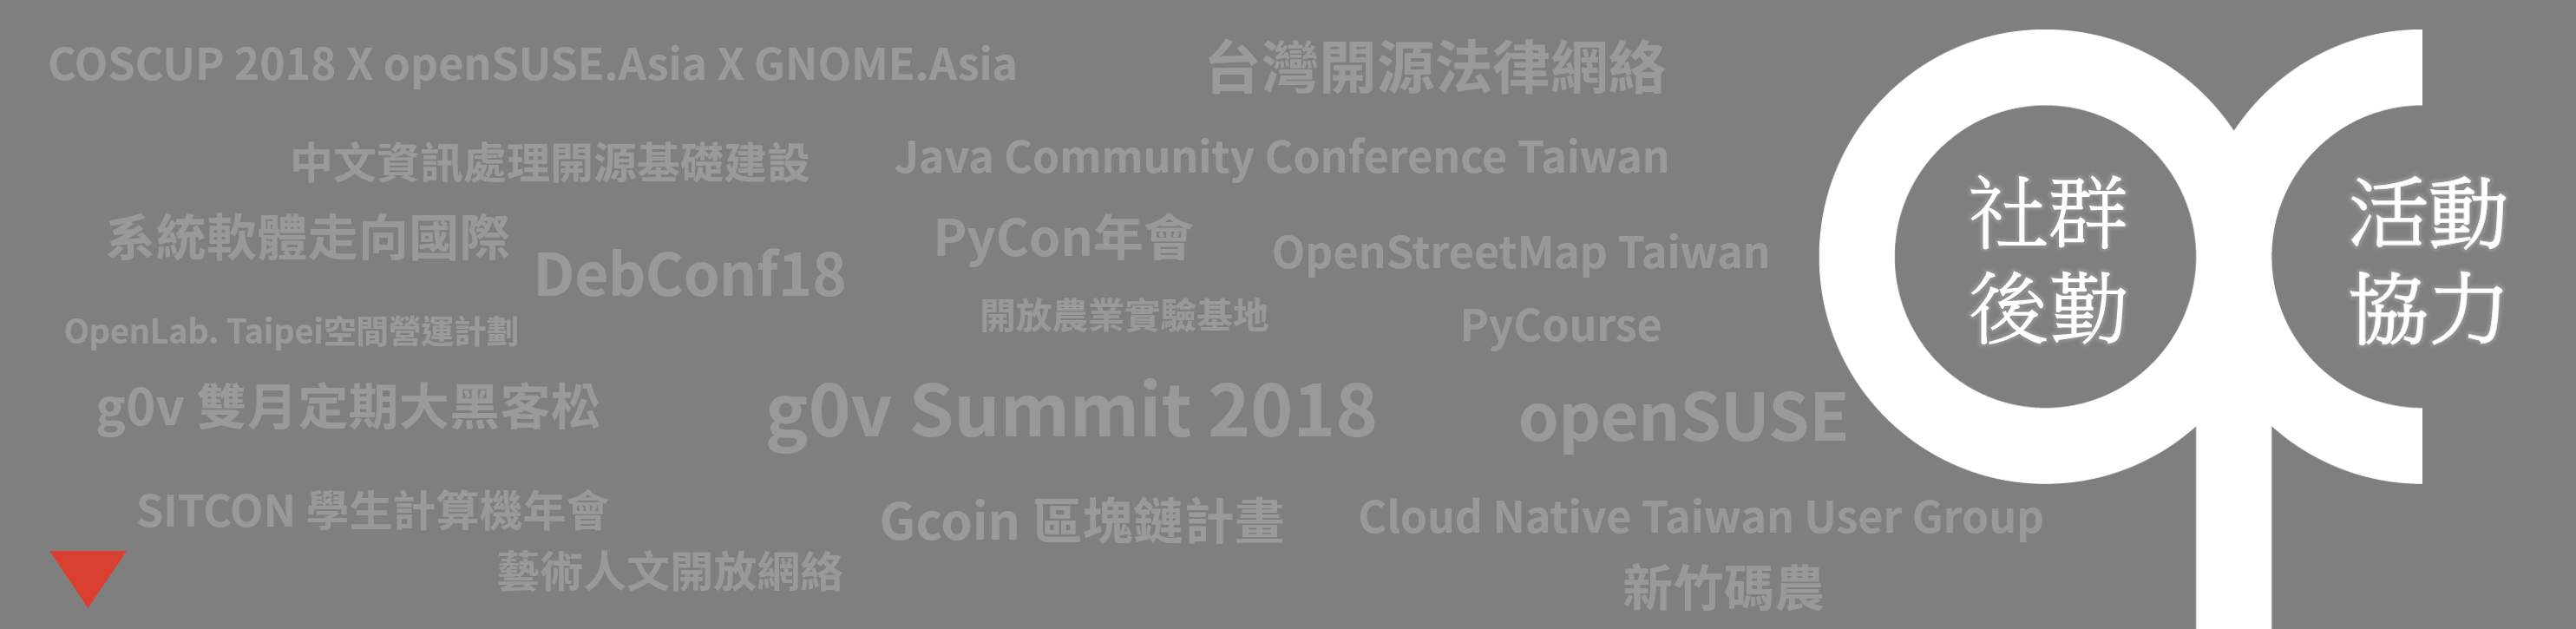 COSCUP 2018 X openSUSE.Asia X GNOME.Asia
台灣開源法律網絡
中文資訊處理開源基礎建設
Java Community Conference Taiwan
系統軟體走向國際
DebConf18
PyCon年會
OpenStreetMap Taiwan
OpenLab. Taipei空間營運計劃
開放農業實驗基地
PyCourse
g0v 雙月定期大黑客松
g0v Summit 2018
openSUSE
SITCON 學生計算機年會
Gcoin 區塊鏈計畫
Cloud Native Taiwan User Group
藝術人文開放網絡
新竹碼農
社群
後勤
活動
協力